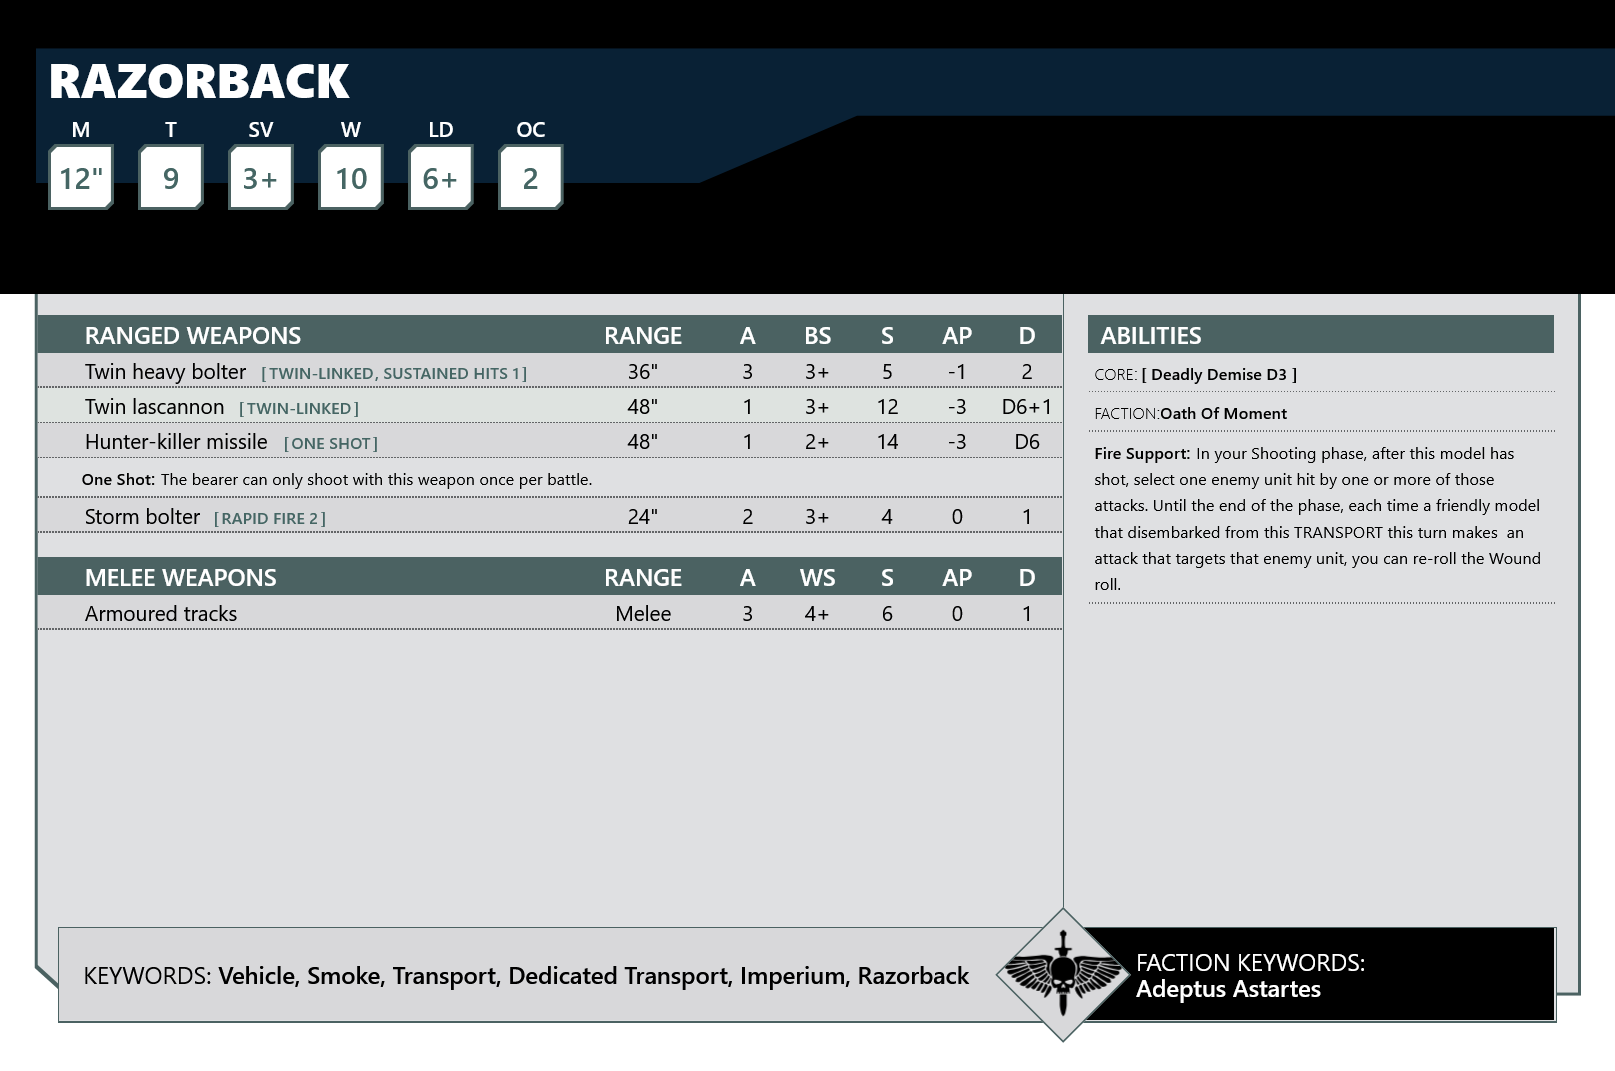 RAZORBACK
M T SV W LD OC
12" 9 3+ 10 6+ 2
RANGED WEAPONS RANGE A BS S AP D
Twin heavy bolter [TWIN-LINKED, SUSTAINED HITS 1] 36" 3 3+ 5 -1 2
Twin lascannon [TWIN-LINKED] 48" 1 3+ 12 -3 D6+1
Hunter-killer missile [ONE SHOT] 48" 1 2+ 14 -3 D6
One Shot: The bearer can only shoot with this weapon once per battle.
Storm bolter [RAPID FIRE 2] 24" 2 3+ 4 0 1
MELEE WEAPONS RANGE A WS S AP D
Armoured tracks Melee 3 4+ 6 0 1
ABILITIES
CORE: [ Deadly Demise D3 ]
FACTION:Oath Of Moment
Fire Support: In your Shooting phase, after this model has
shot, select one enemy unit hit by one or more of those
attacks. Until the end of the phase, each time a friendly model
that disembarked from this TRANSPORT this turn makes  an
attack that targets that enemy unit, you can re-roll the Wound
roll.
KEYWORDS: Vehicle, Smoke, Transport, Dedicated Transport, Imperium, Razorback
FACTION KEYWORDS:
Adeptus Astartes